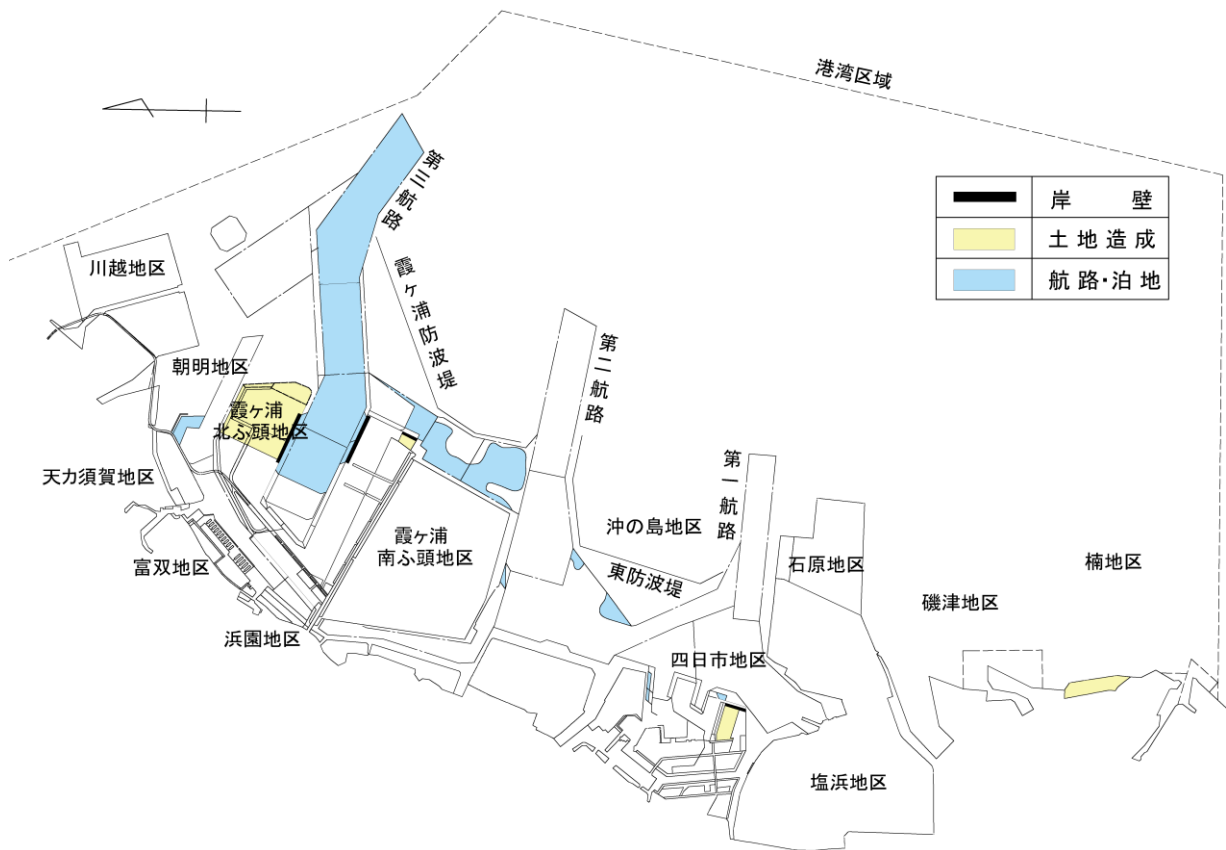 港湾区域
第三航路
岸壁
土地造成
航路・泊地
川越地区
霞ヶ浦防波堤
第二航路
朝明地区
霞ヶ浦
北ふ頭地区
天力須賀地区
第一航路
霞ヶ浦
南ふ頭地区
沖の島地区
富双地区
東防波堤
石原地区
楠地区
磯津地区
浜園地区
四日市地区
塩浜地区